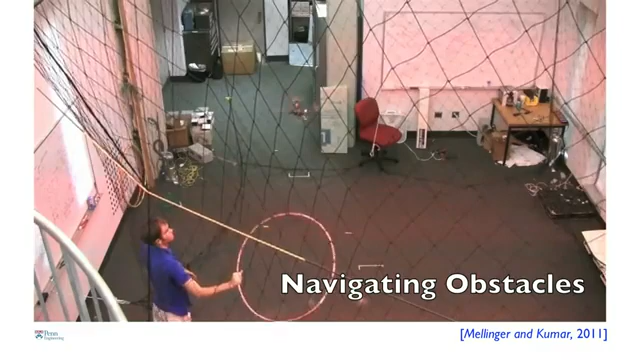 Navigating Obstacles
Penn
Engineering
[Mellinger and Kumar, 2011]